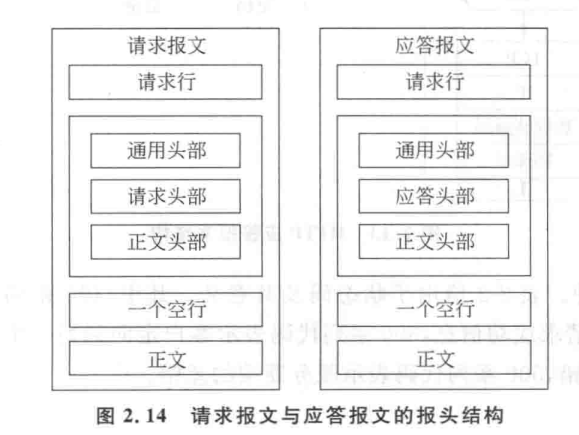 请求报文
请求行
通用头部
请求头部
正文头部
一个空行
正文
应答报文
请求行
通用头部
应答头部
正文头部
一个空行
正文
图 2.14 请求报文与应答报文的报头结构